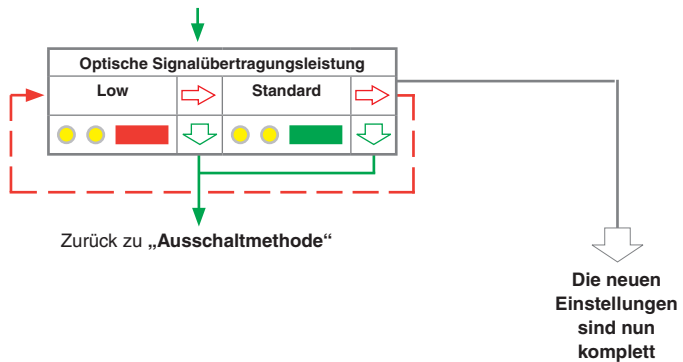 Optische Signalübertragungsleistung
Low Standard
Zurück zu „Ausschaltmethode“
Die neuen
Einstellungen
sind nun
komplett